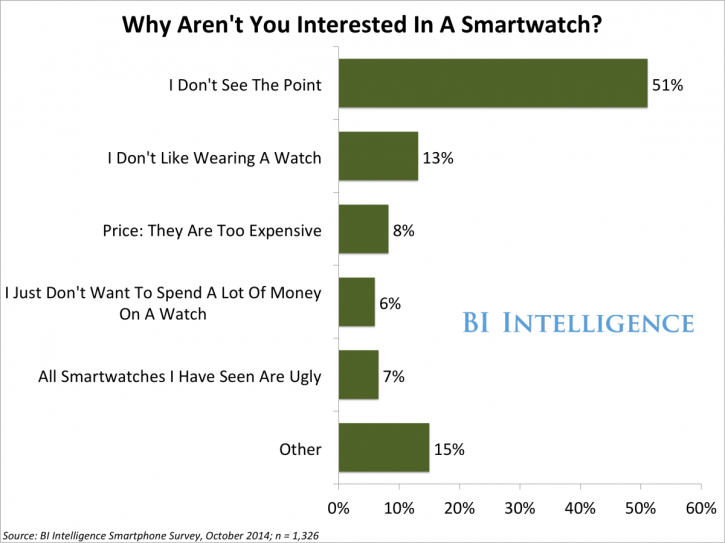 Why Aren't You Interested In A Smartwatch?
I Don't See The Point
51%
I Don't Like Wearing A Watch
13%
Price: They Are Too Expensive
8%
I Just Don't Want To Spend A Lot Of Money
On A Watch
6%
BI INTELLIGENCE
All Smartwatches I Have Seen Are Ugly
7%
Other
15%
0% 10% 20% 30% 40% 50% 60%
Source: BI Intelligence Smartphone Survey, October 2014; n = 1,326